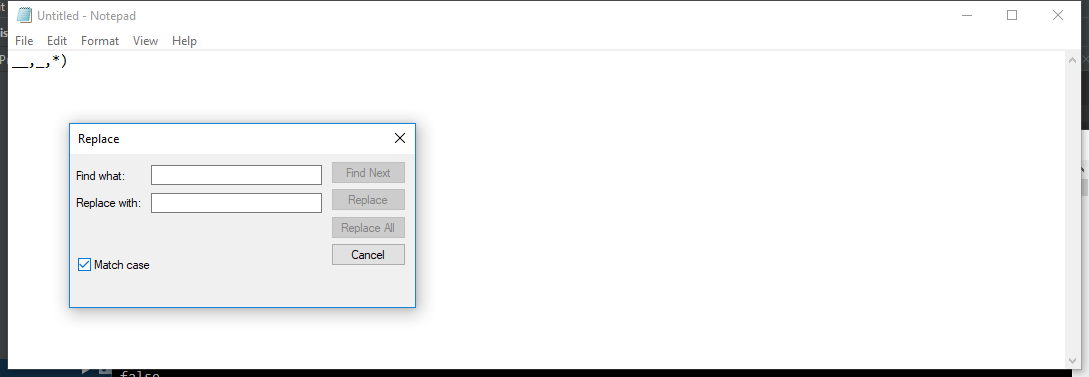 Untitled - Notepad
File Edit Format View Help
__,_,*)
Replace
Find what:
Find Next
Replace with:
Replace
Replace All
Cancel
Match case
false